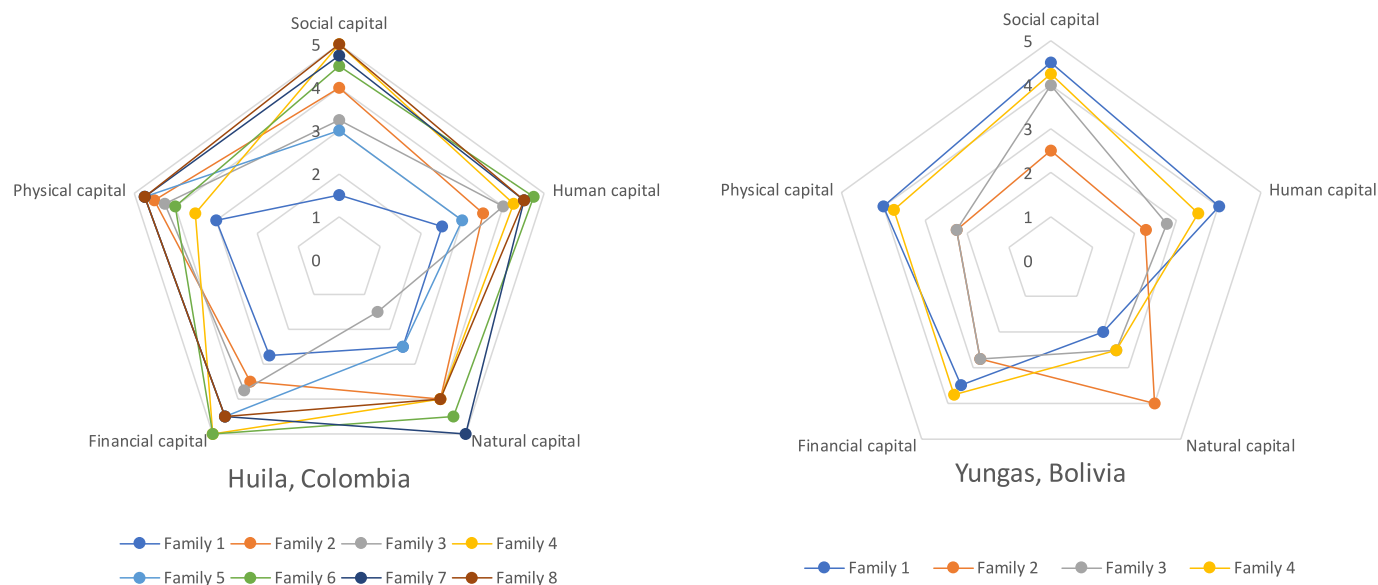 Social capital
5
4
3
2
1
0
Physical capital
Human capital
Financial capital
Natural capital
Huila, Colombia
Family 1 Family 2 Family 3 Family 4
Family 5 Family 6 Family 7 Family 8
Social capital
5
4
3
2
1
0
Physical capital
Human capital
Financial capital
Natural capital
Yungas, Bolivia
Family 1 Family 2 Family 3 Family 4